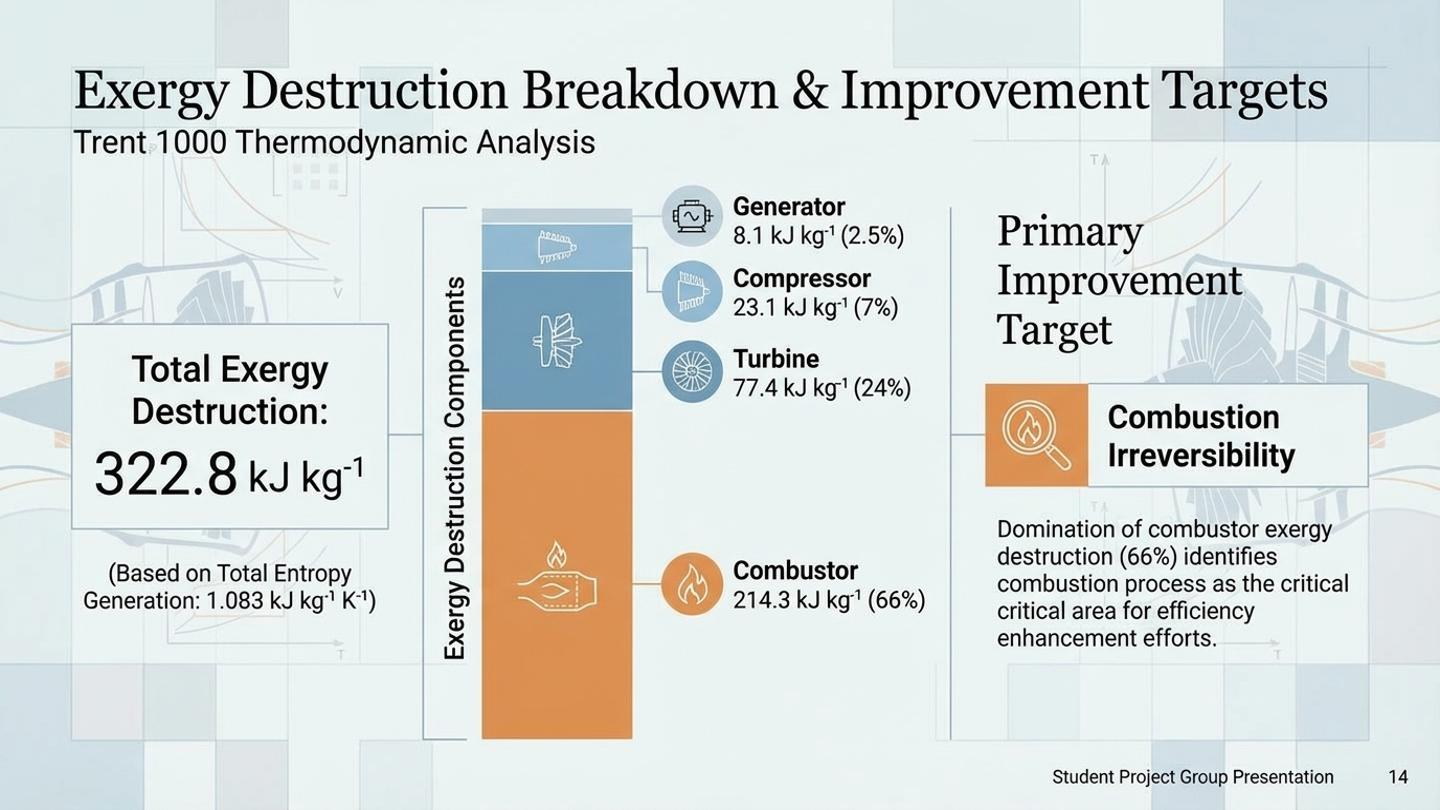 Exergy Destruction Breakdown & Improvement Targets
Trent 1000 Thermodynamic Analysis
Total Exergy
Destruction:
322.8 kJ kg⁻¹
(Based on Total Entropy
Generation: 1.083 kJ kg⁻¹ K⁻¹)
Exergy Destruction Components
Generator
8.1 kJ kg⁻¹ (2.5%)
Compressor
23.1 kJ kg⁻¹ (7%)
Turbine
77.4 kJ kg⁻¹ (24%)
Combustor
214.3 kJ kg⁻¹ (66%)
Primary
Improvement
Target
Combustion
Irreversibility
Domination of combustor exergy
destruction (66%) identifies
combustion process as the critical
critical area for efficiency
enhancement efforts.
P
V
T
T
T
T
Student Project Group Presentation
14